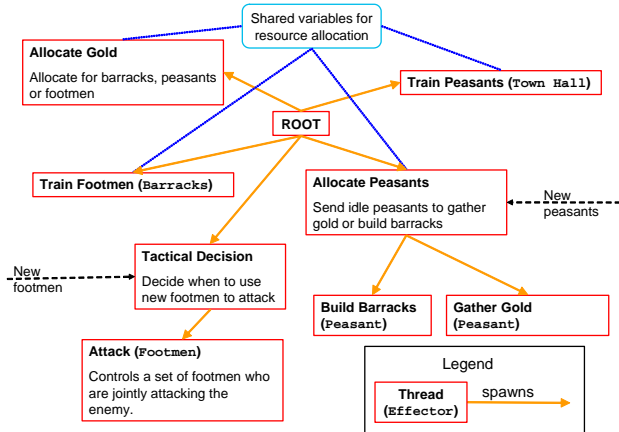 Shared variables for
resource allocation
Allocate Gold
Allocate for barracks, peasants
or footmen
Train Peasants (Town Hall)
ROOT
Train Footmen (Barracks)
Allocate Peasants
Send idle peasants to gather
gold or build barracks
New
peasants
Tactical Decision
Decide when to use
new footmen to attack
New
footmen
Build Barracks
(Peasant)
Gather Gold
(Peasant)
Attack (Footmen)
Controls a set of footmen who
are jointly attacking the
enemy.
Legend
Thread
(Effector)
spawns